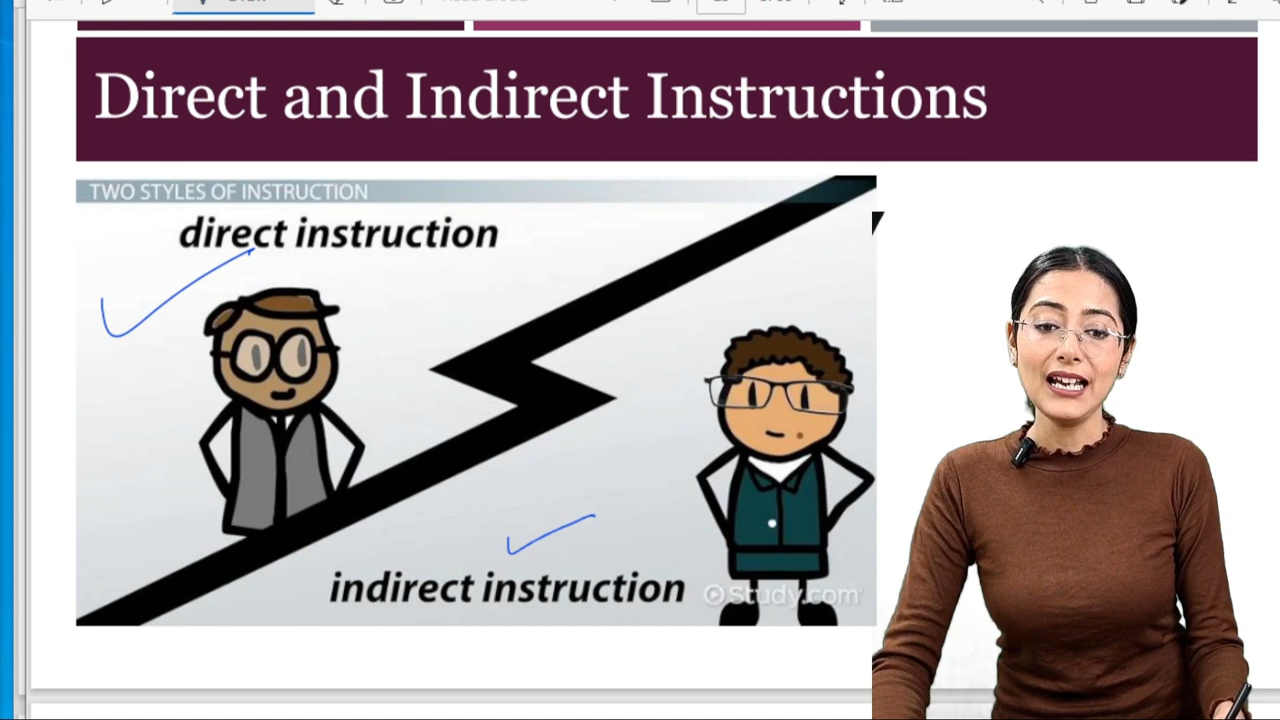 Direct and Indirect Instructions
TWO STYLES OF INSTRUCTION
direct instruction
indirect instruction
Study.com